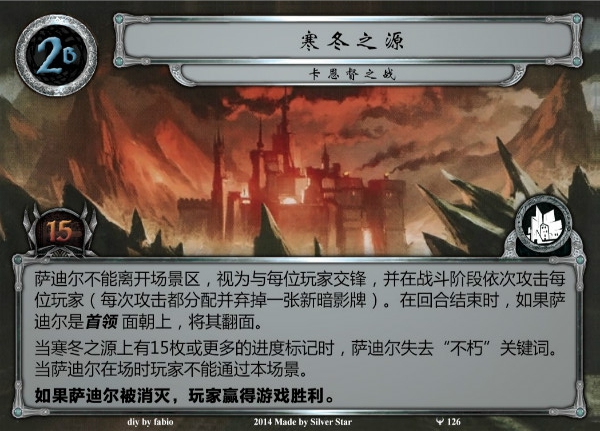 2B
寒冬之源
卡恩督之战
15
萨迪尔不能离开场景区，视为与每位玩家交锋，并在战斗阶段依次攻击每
位玩家（每次攻击都分配并弃掉一张新暗影牌）。在回合结束时，如果萨
迪尔是首领 面朝上，将其翻面。
当寒冬之源上有15枚或更多的进度标记时，萨迪尔失去“不朽”关键词。
当萨迪尔在场时玩家不能通过本场景。
如果萨迪尔被消灭，玩家赢得游戏胜利。
diy by fabio 2014 Made by Silver Star 126